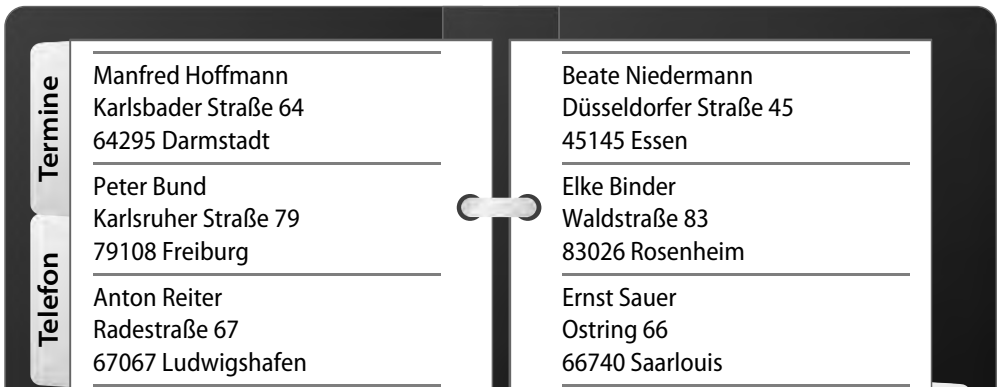 Termine
Telefon
Manfred Hoffmann
Karlsbader Straße 64
64295 Darmstadt
Peter Bund
Karlsruher Straße 79
79108 Freiburg
Anton Reiter
Radestraße 67
67067 Ludwigshafen
Beate Niedermann
Düsseldorfer Straße 45
45145 Essen
Elke Binder
Waldstraße 83
83026 Rosenheim
Ernst Sauer
Ostring 66
66740 Saarlouis